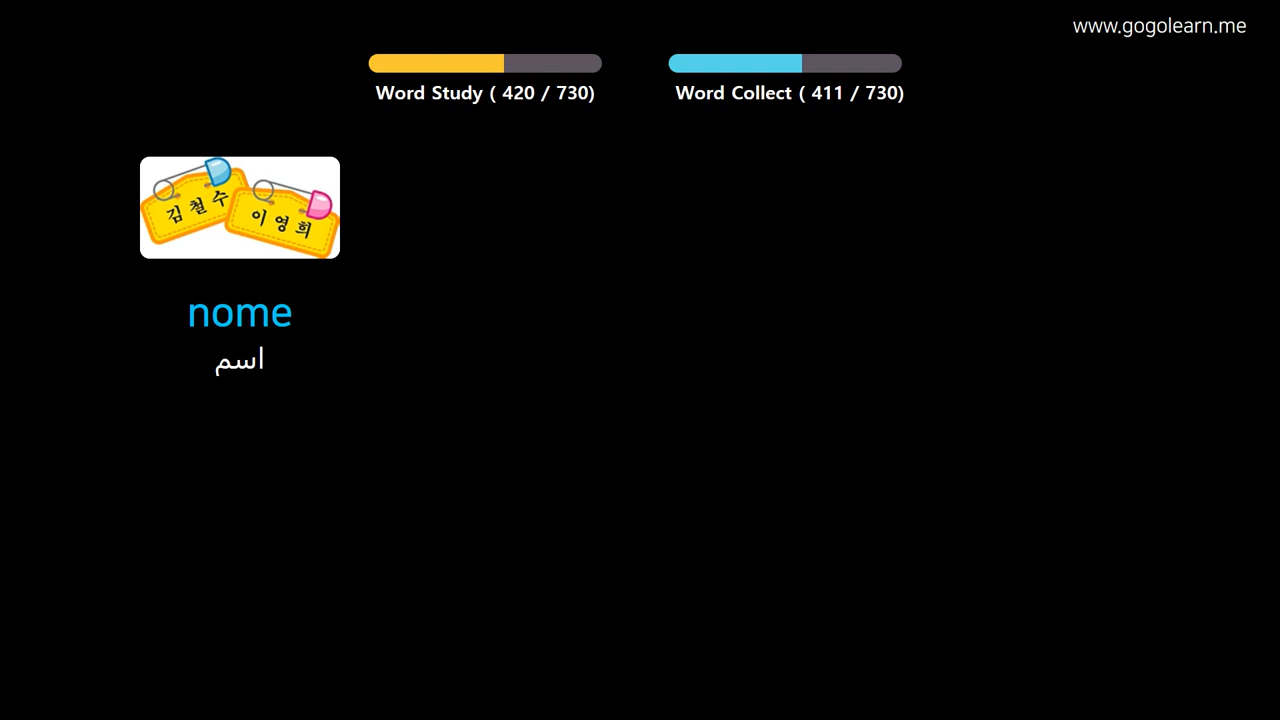 www.gogolearn.me
Word Study ( 420 / 730)
Word Collect ( 411 / 730)
김철수
이영희
nome
اسم